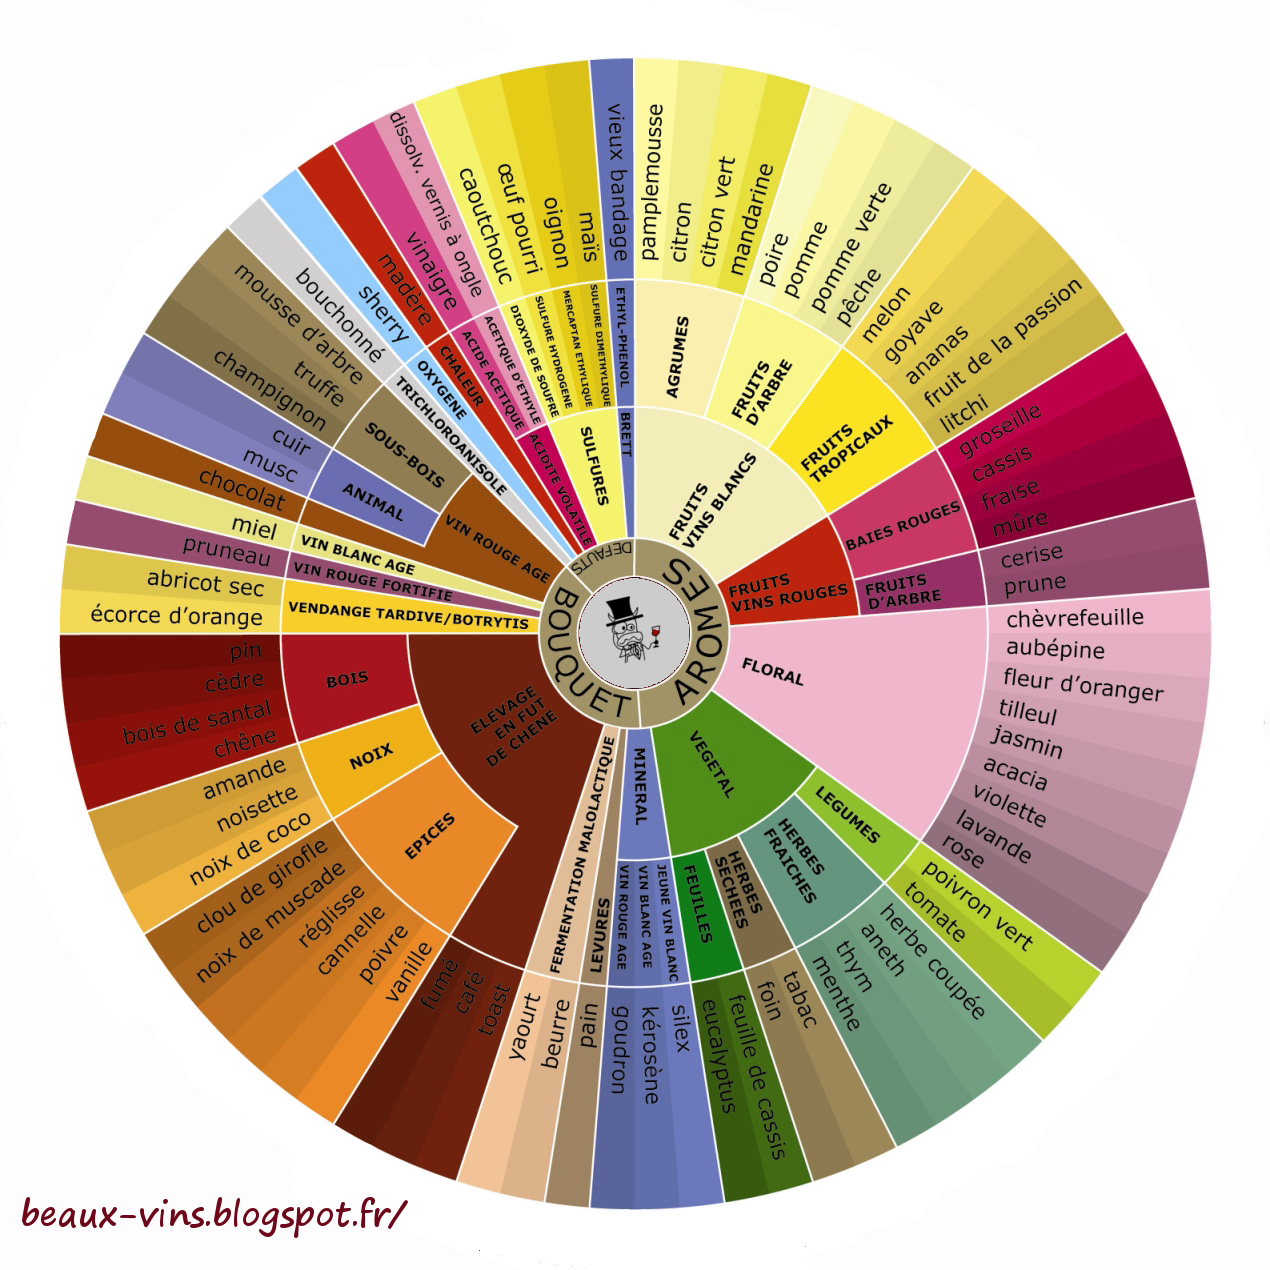 AROMES
FRUITS
VINS BLANCS
AGRUMES
pamplemousse
citron
citron vert
mandarine
FRUITS
D'ARBRE
poire
pomme
pomme verte
pêche
FRUITS
TROPICAUX
melon
goyave
ananas
fruit de la passion
litchi
FRUITS
VINS ROUGES
BAIES ROUGES
groseille
cassis
fraise
mûre
FRUITS
D'ARBRE
cerise
prune
FLORAL
chèvrefeuille
aubépine
fleur d'oranger
tilleul
jasmin
acacia
violette
lavande
rose
VEGETAL
LEGUMES
poivron vert
tomate
HERBES
FRAICHES
herbe coupée
aneth
thym
menthe
HERBES
SECHEES
tabac
foin
FEUILLES
feuille de cassis
eucalyptus
MINERAL
JEUNE VIN BLANC
silex
VIN BLANC AGE
kérosène
VIN ROUGE AGE
goudron
BOUQUET
LEVURES
pain
FERMENTATION MALOLACTIQUE
beurre
yaourt
ELEVAGE
EN FUT
DE CHENE
toast
café
fumé
EPICES
vanille
poivre
cannelle
réglisse
noix de muscade
clou de girofle
NOIX
noix de coco
noisette
amande
BOIS
chêne
bois de santal
cèdre
pin
VENDANGE TARDIVE/BOTRYTIS
écorce d'orange
abricot sec
VIN ROUGE FORTIFIE
pruneau
VIN BLANC AGE
miel
VIN ROUGE AGE
chocolat
ANIMAL
musc
cuir
SOUS-BOIS
champignon
truffe
mousse d'arbre
DEFAUTS
TRICHLOROANISOLE
bouchonné
OXYGENE
sherry
CHALEUR
madère
ACIDITE VOLATILE
ACIDE ACETIQUE
vinaigre
ACETIQUE D'ETHYLE
dissolv. vernis à ongle
SULFURES
DIOXYDE DE SOUFRE
caoutchouc
SULFURE HYDROGENE
œuf pourri
MERCAPTAN ETHYLIQUE
oignon
SULFURE DIMETHYLIQUE
maïs
BRETT
ETHYL-PHENOL
vieux bandage
beaux-vins.blogspot.fr/